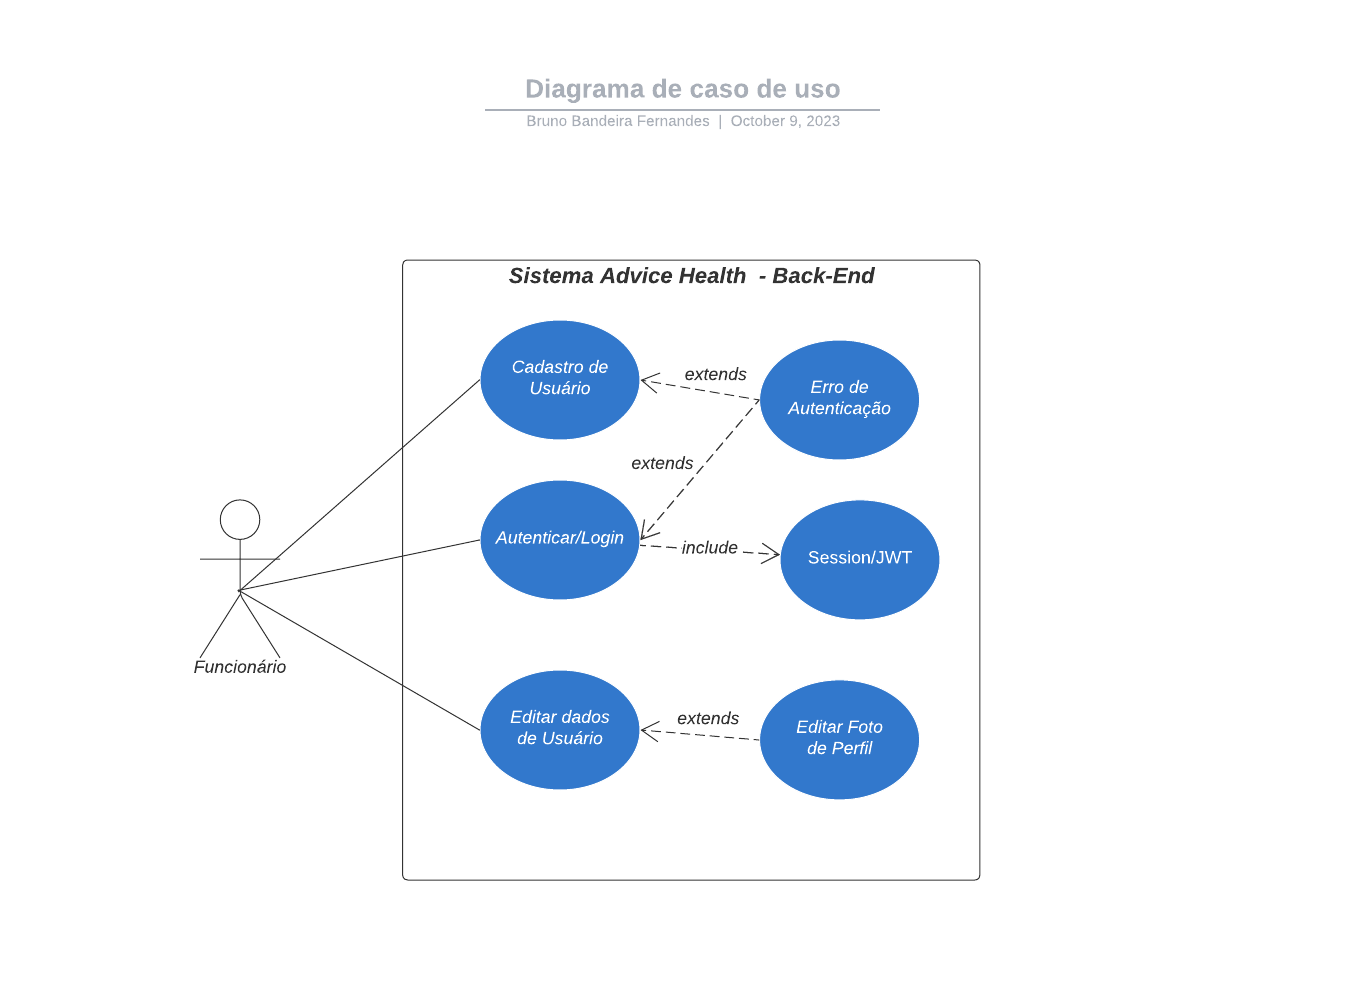 Diagrama de caso de uso
Bruno Bandeira Fernandes | October 9, 2023
Sistema Advice Health - Back-End
Cadastro de
Usuário
extends
Erro de
Autenticação
extends
Autenticar/Login
include
Session/JWT
Funcionário
Editar dados
de Usuário
extends
Editar Foto
de Perfil